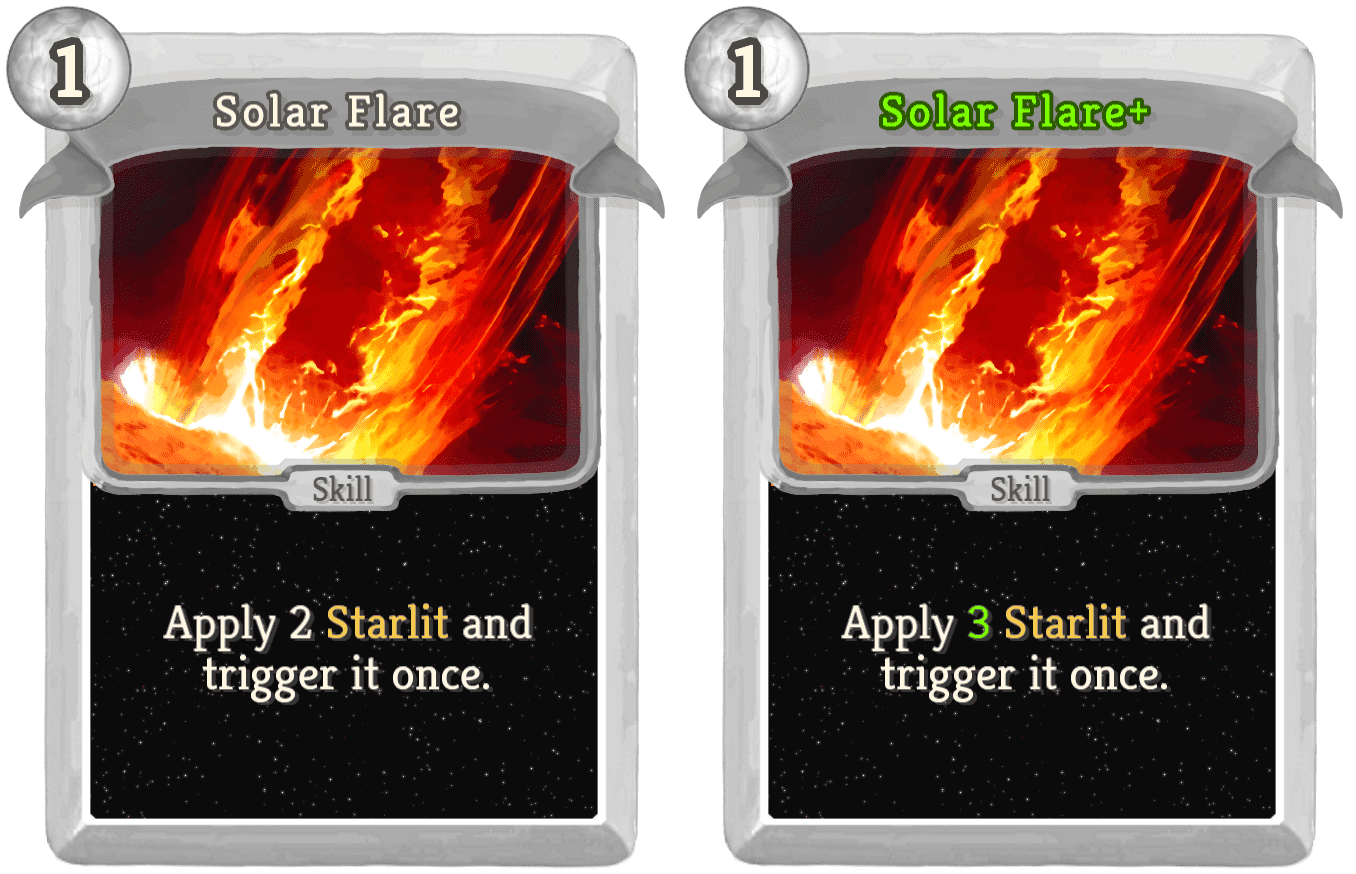 1
Solar Flare
Skill
Apply 2 Starlit and
trigger it once.
1
Solar Flare+
Skill
Apply 3 Starlit and
trigger it once.